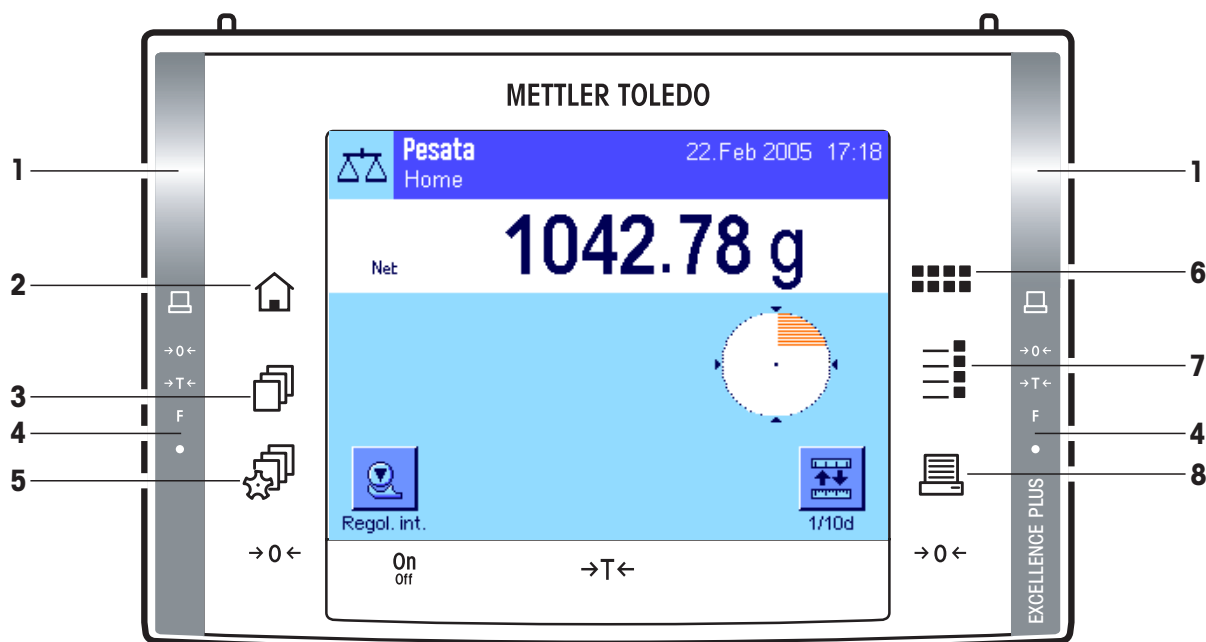 METTLER TOLEDO
Pesata
22.Feb 2005 17:18
Home
Net
1042.78 g
Regol. int.
1/10d
On
Off
→T←
→0←
→0←
1
2
3
4
5
→0←
→T←
F
1
6
7
4
8
→0←
→T←
F
EXCELLENCE PLUS